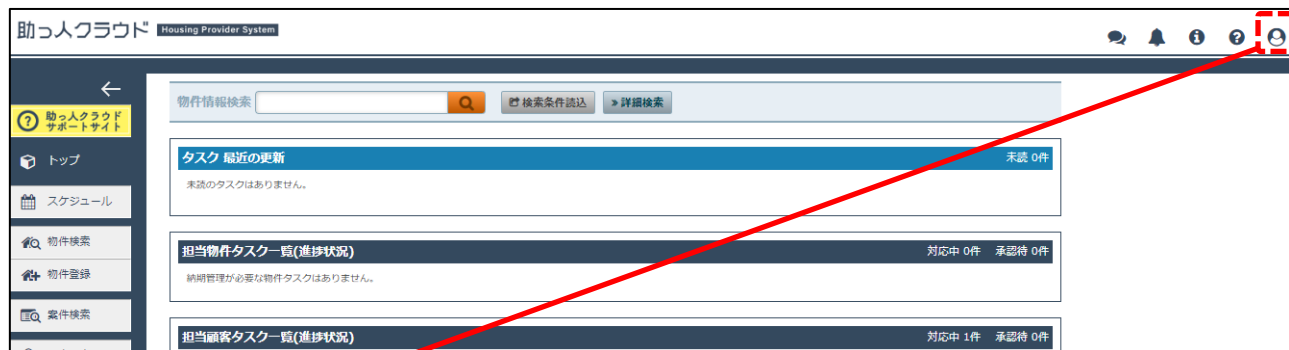 助っ人クラウド Housing Provider System
物件情報検索 検索条件読込 » 詳細検索
助っ人クラウド
サポートサイト
トップ
タスク 最近の更新 未読 0件
未読のタスクはありません。
スケジュール
物件検索
担当物件タスク一覧(進捗状況) 対応中 0件 承認待 0件
物件登録
納期管理が必要な物件タスクはありません。
案件検索
担当顧客タスク一覧(進捗状況) 対応中 1件 承認待 0件